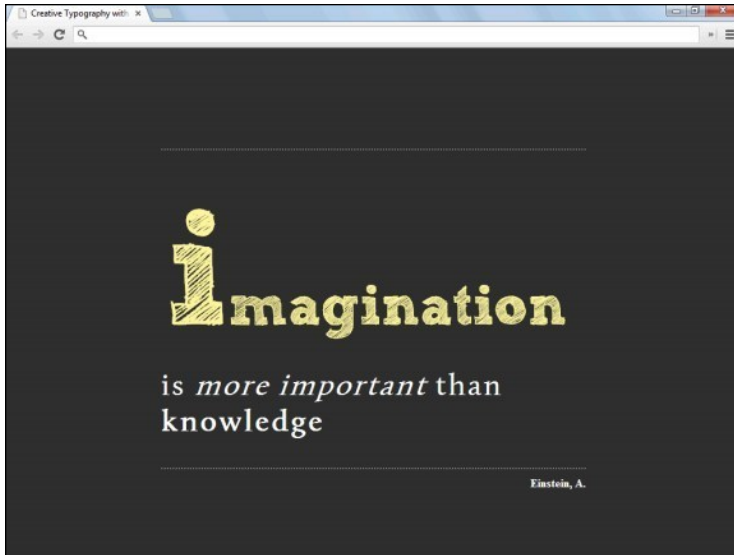 Creative Typography with
imagination
is more important than
knowledge
Einstein, A.